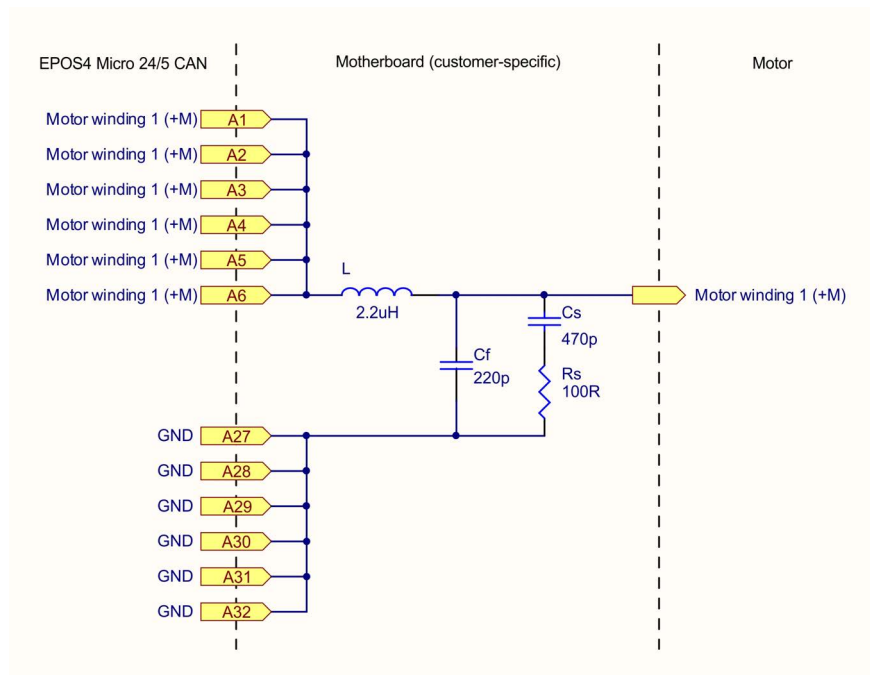 EPOS4 Micro 24/5 CAN
Motherboard (customer-specific)
Motor
Motor winding 1 (+M) A1
Motor winding 1 (+M) A2
Motor winding 1 (+M) A3
Motor winding 1 (+M) A4
Motor winding 1 (+M) A5
L
Motor winding 1 (+M) A6
Motor winding 1 (+M)
2.2uH
Cs
470p
Cf
220p
Rs
100R
GND A27
GND A28
GND A29
GND A30
GND A31
GND A32